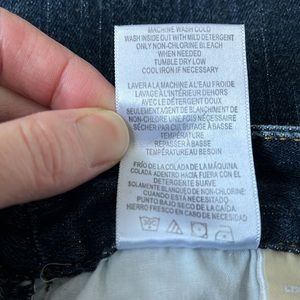 MACHINE WASH COLD
WASH INSIDE OUT WITH MILD DETERGENT
ONLY NON-CHLORINE BLEACH
WHEN NEEDED
TUMBLE DRY LOW
COOL IRON IF NECESSARY
LAVER A LA MACHINE A L'EAU FROIDE
LAVAGE A L'INTÉRIEUR DEHORS
AVEC LE DÉTERGENT DOUX
SEULEMENT DE BLANCHIMENT DE
NON-CHLORE UNE FOIS NÉCESSAIRE
SÉCHER PAR CULBUTAGE À BASSE
TEMPÉRATURE
REPASSER À BASSE
TEMPÉRATURE AU BESOIN
FRÍO DE LA COLADA DE LA MÁQUINA
COLADA ADENTRO HACIA FUERA CON EL
DETERGENTE SUAVE
SOLAMENTE BLANQUEO DE NON-CHLORINE:
CUANDO ESTA NECESITADO
PUNTO BAJO SECO DE LA CAÍDA
HIERRO FRESCO EN CASO DE NECESIDAD